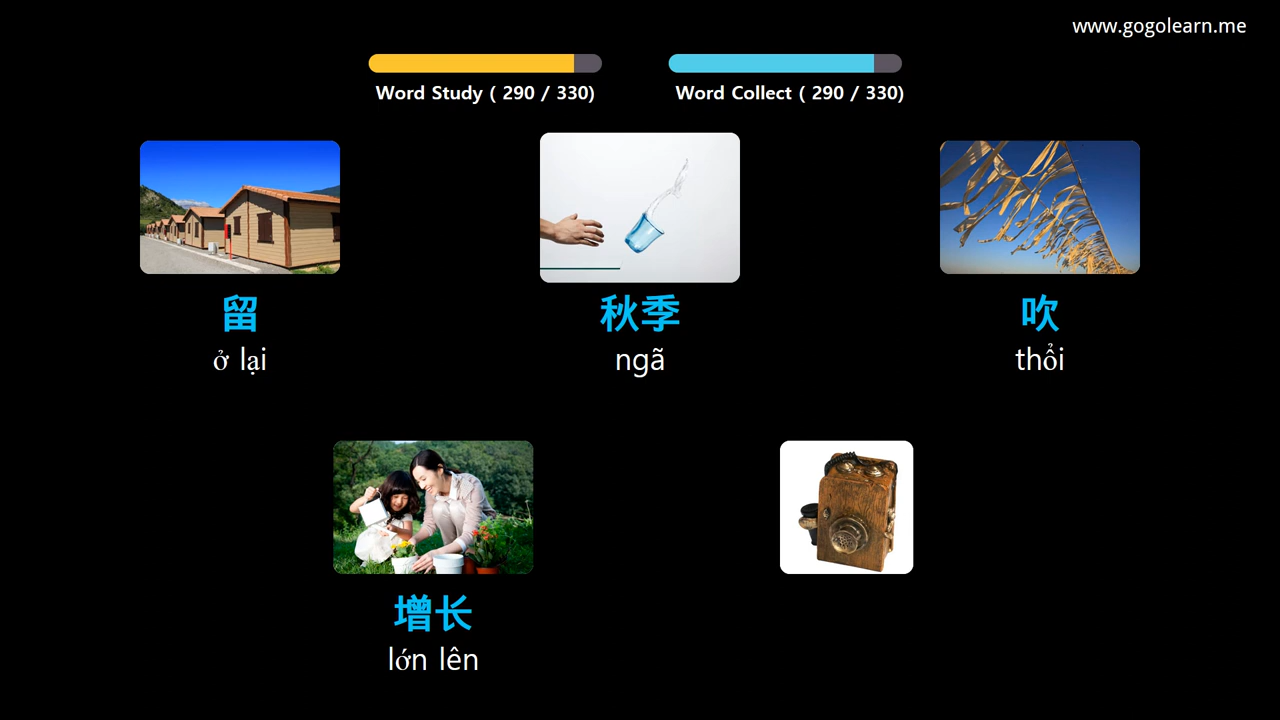 www.gogolearn.me
Word Study ( 290 / 330)
Word Collect ( 290 / 330)
留
ở lại
秋季
ngã
吹
thổi
增长
lớn lên